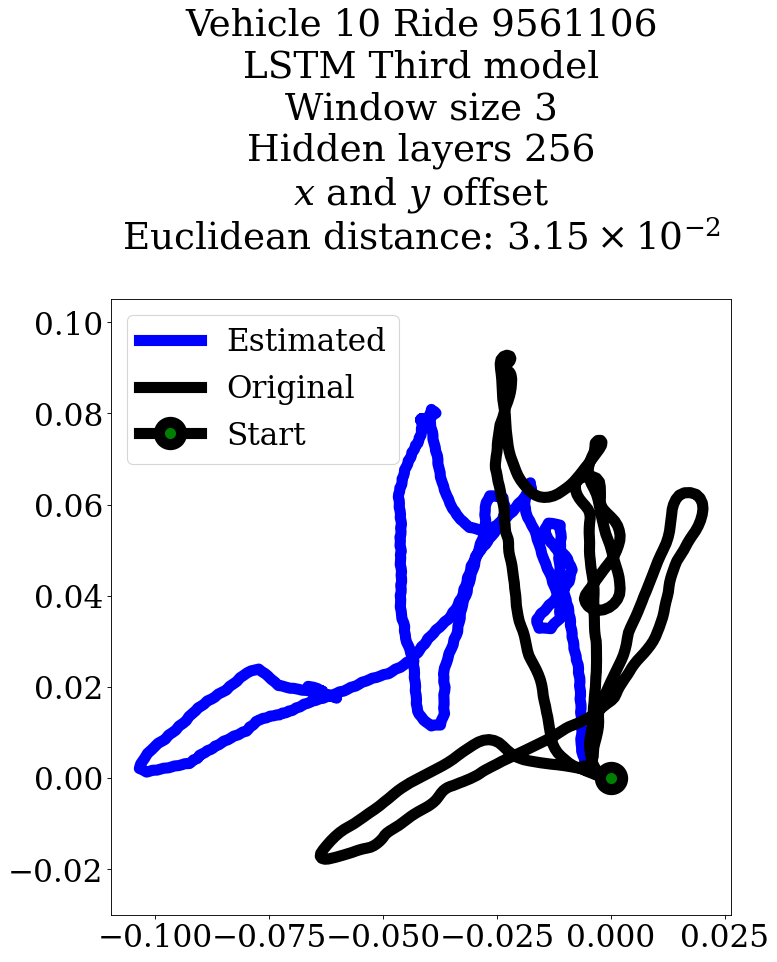 Vehicle 10 Ride 9561106
LSTM Third model
Window size 3
Hidden layers 256
x and y offset
Euclidean distance: 3.15 × 10⁻²
Estimated
Original
Start
0.10
0.08
0.06
0.04
0.02
0.00
−0.02
−0.100 −0.075 −0.050 −0.025 0.000 0.025